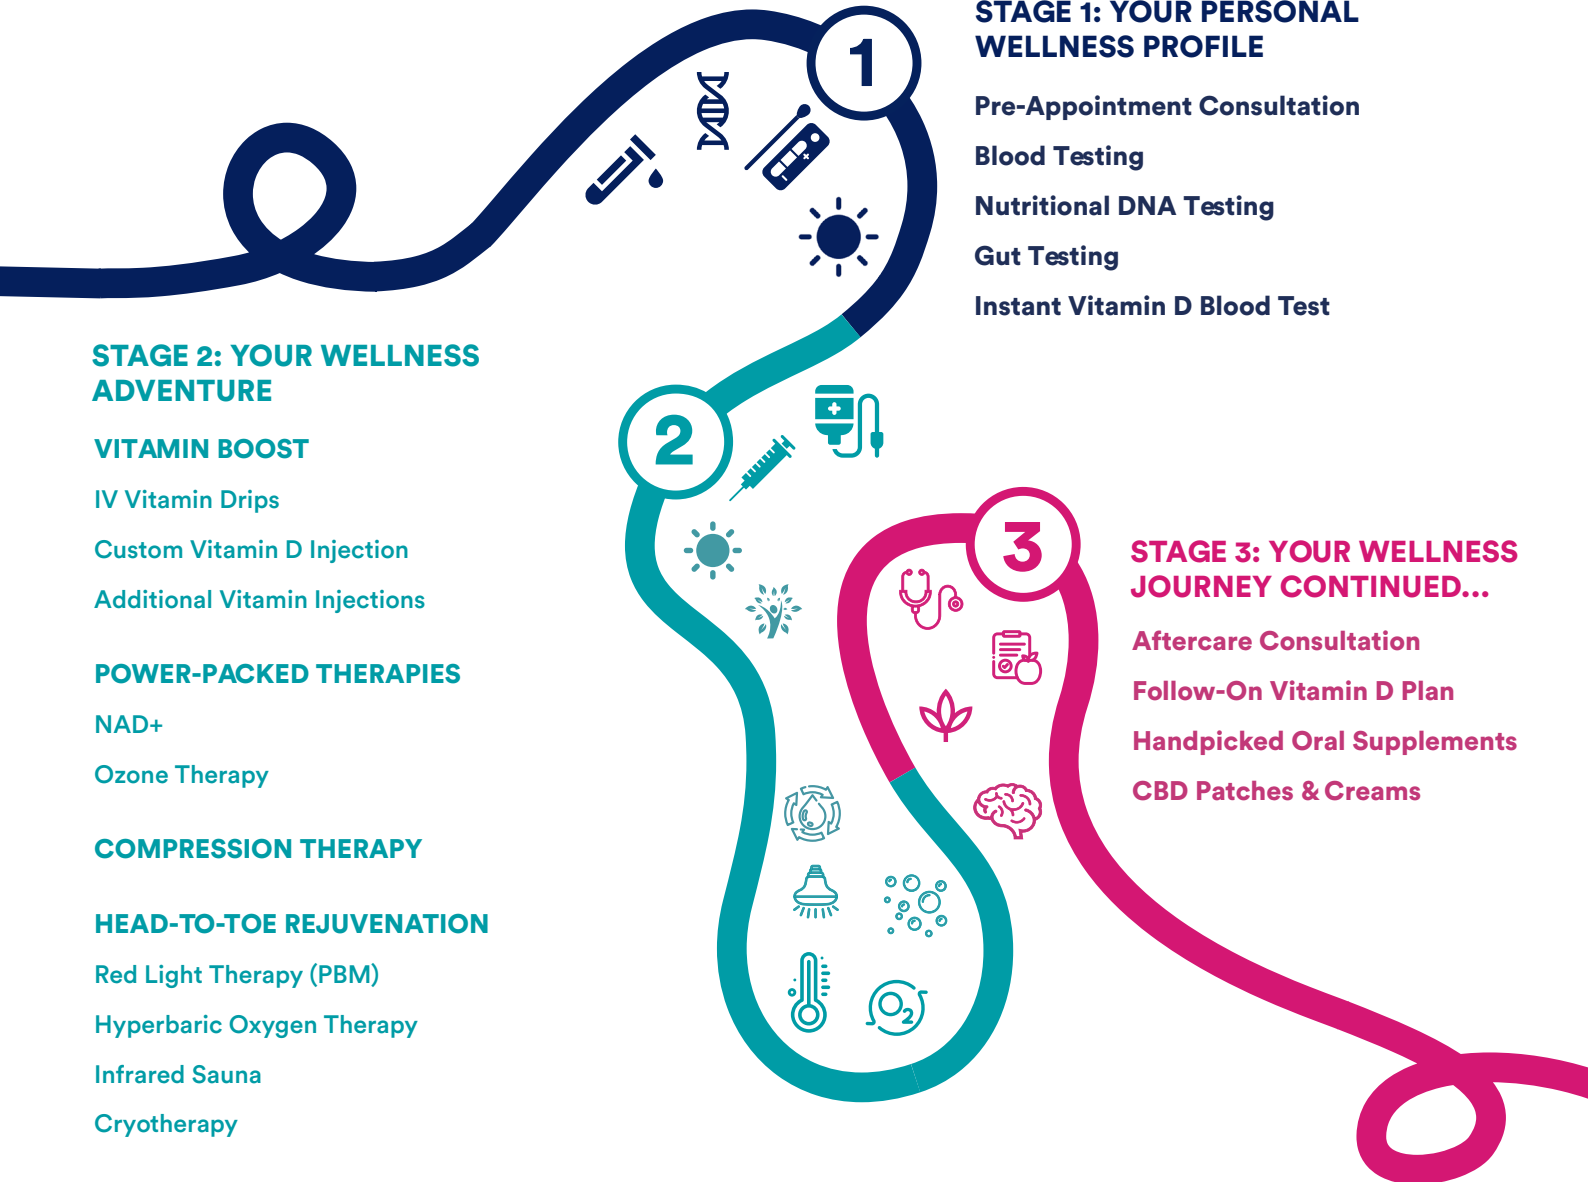 1
STAGE 1: YOUR PERSONAL
WELLNESS PROFILE
Pre-Appointment Consultation
Blood Testing
Nutritional DNA Testing
Gut Testing
Instant Vitamin D Blood Test
2
STAGE 2: YOUR WELLNESS
ADVENTURE
VITAMIN BOOST
IV Vitamin Drips
Custom Vitamin D Injection
Additional Vitamin Injections
POWER-PACKED THERAPIES
NAD+
Ozone Therapy
COMPRESSION THERAPY
HEAD-TO-TOE REJUVENATION
Red Light Therapy (PBM)
Hyperbaric Oxygen Therapy
Infrared Sauna
Cryotherapy
O2
3
STAGE 3: YOUR WELLNESS
JOURNEY CONTINUED...
Aftercare Consultation
Follow-On Vitamin D Plan
Handpicked Oral Supplements
CBD Patches & Creams